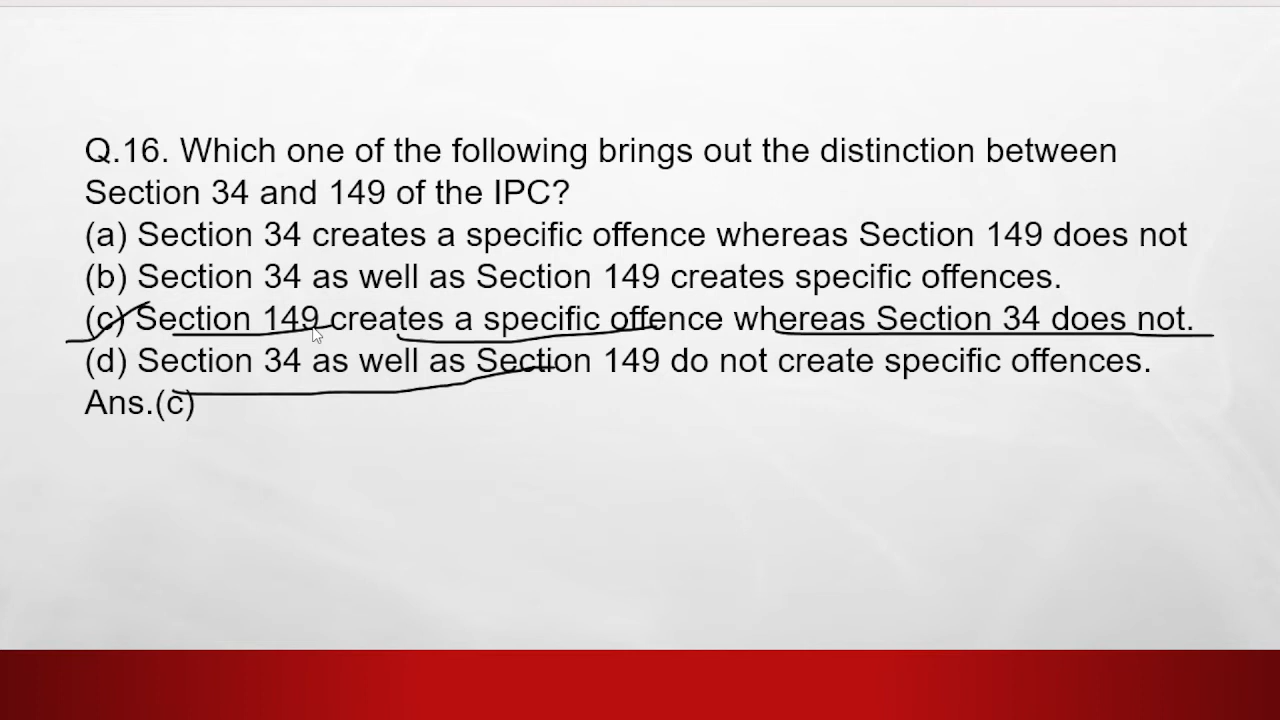 Q.16. Which one of the following brings out the distinction between
Section 34 and 149 of the IPC?
(a) Section 34 creates a specific offence whereas Section 149 does not
(b) Section 34 as well as Section 149 creates specific offences.
(c) Section 149 creates a specific offence whereas Section 34 does not.
(d) Section 34 as well as Section 149 do not create specific offences.
Ans.(c)